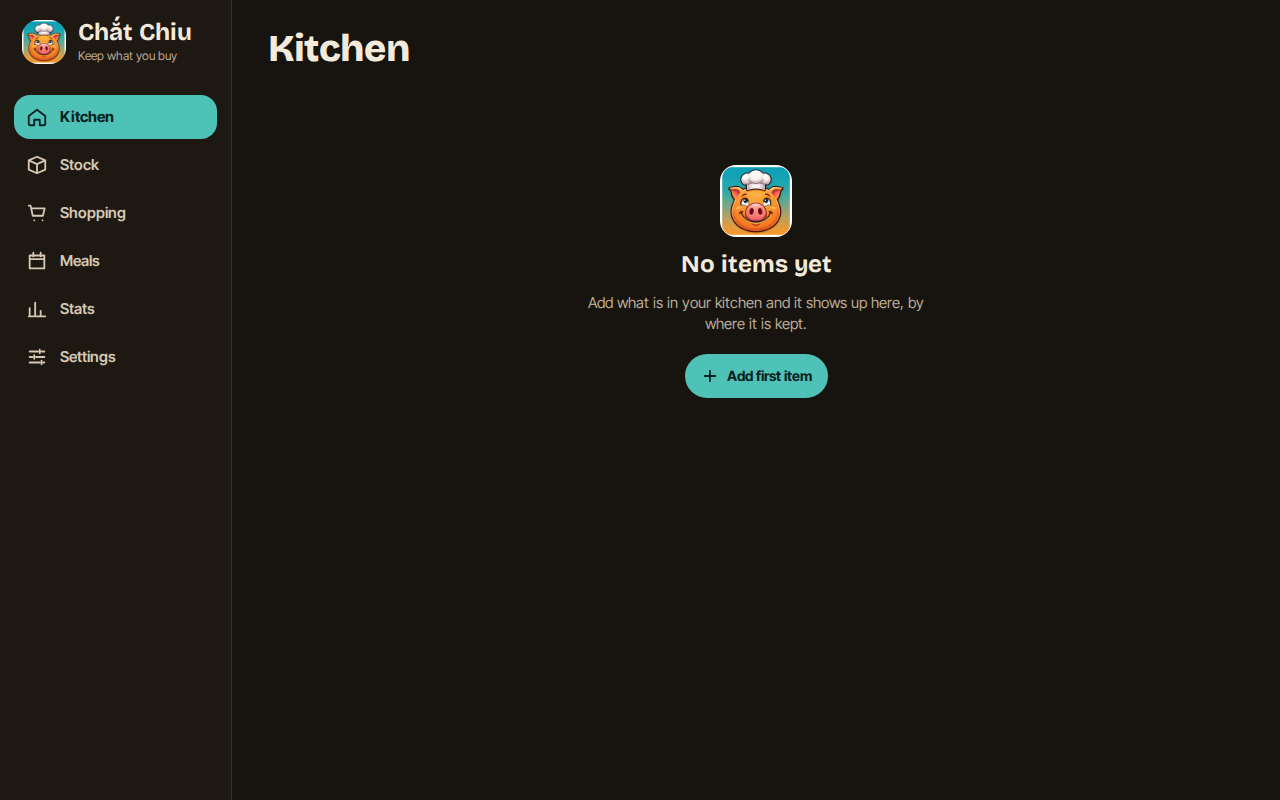 Chắt Chiu
Keep what you buy
Kitchen
Stock
Shopping
Meals
Stats
Settings
Kitchen
No items yet
Add what is in your kitchen and it shows up here, by
where it is kept.
Add first item